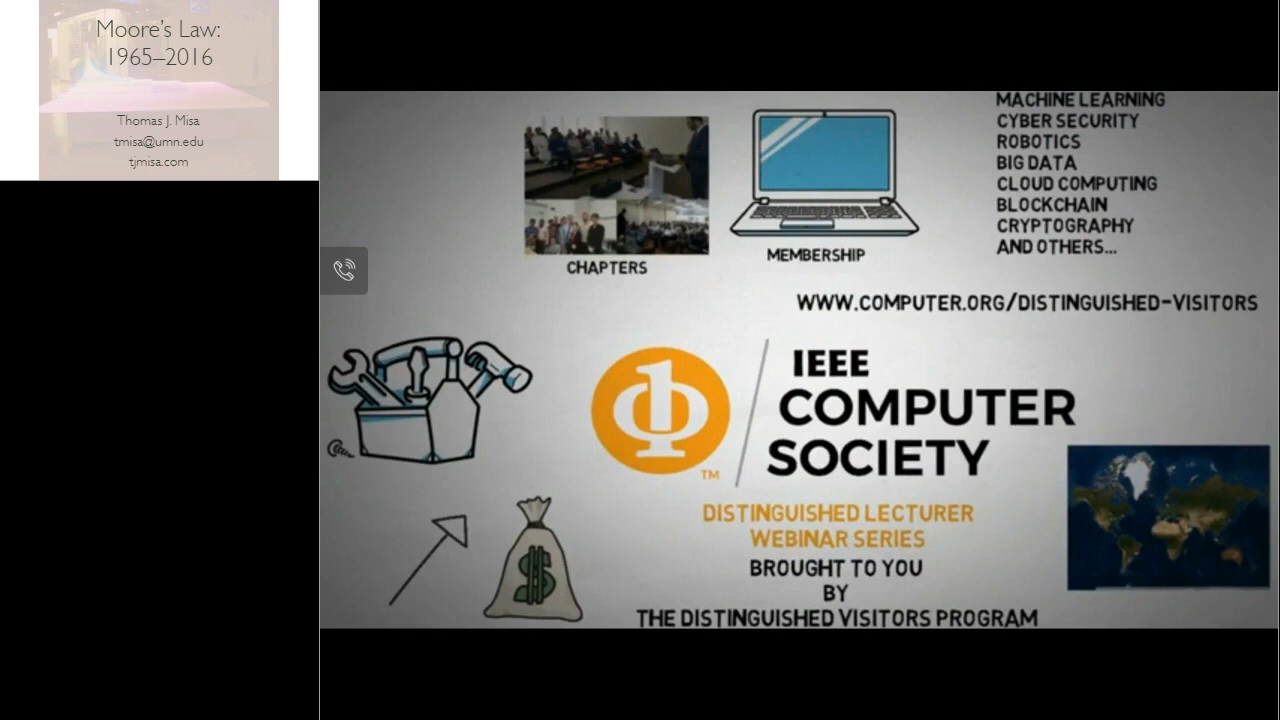 Moore's Law:
1965–2016
Thomas J. Misa
tmisa@umn.edu
tjmisa.com
MACHINE LEARNING
CYBER SECURITY
ROBOTICS
BIG DATA
CLOUD COMPUTING
BLOCKCHAIN
CRYPTOGRAPHY
AND OTHERS...
CHAPTERS
MEMBERSHIP
WWW.COMPUTER.ORG/DISTINGUISHED-VISITORS
IEEE
COMPUTER
SOCIETY
TM
DISTINGUISHED LECTURER
WEBINAR SERIES
BROUGHT TO YOU
BY
THE DISTINGUISHED VISITORS PROGRAM